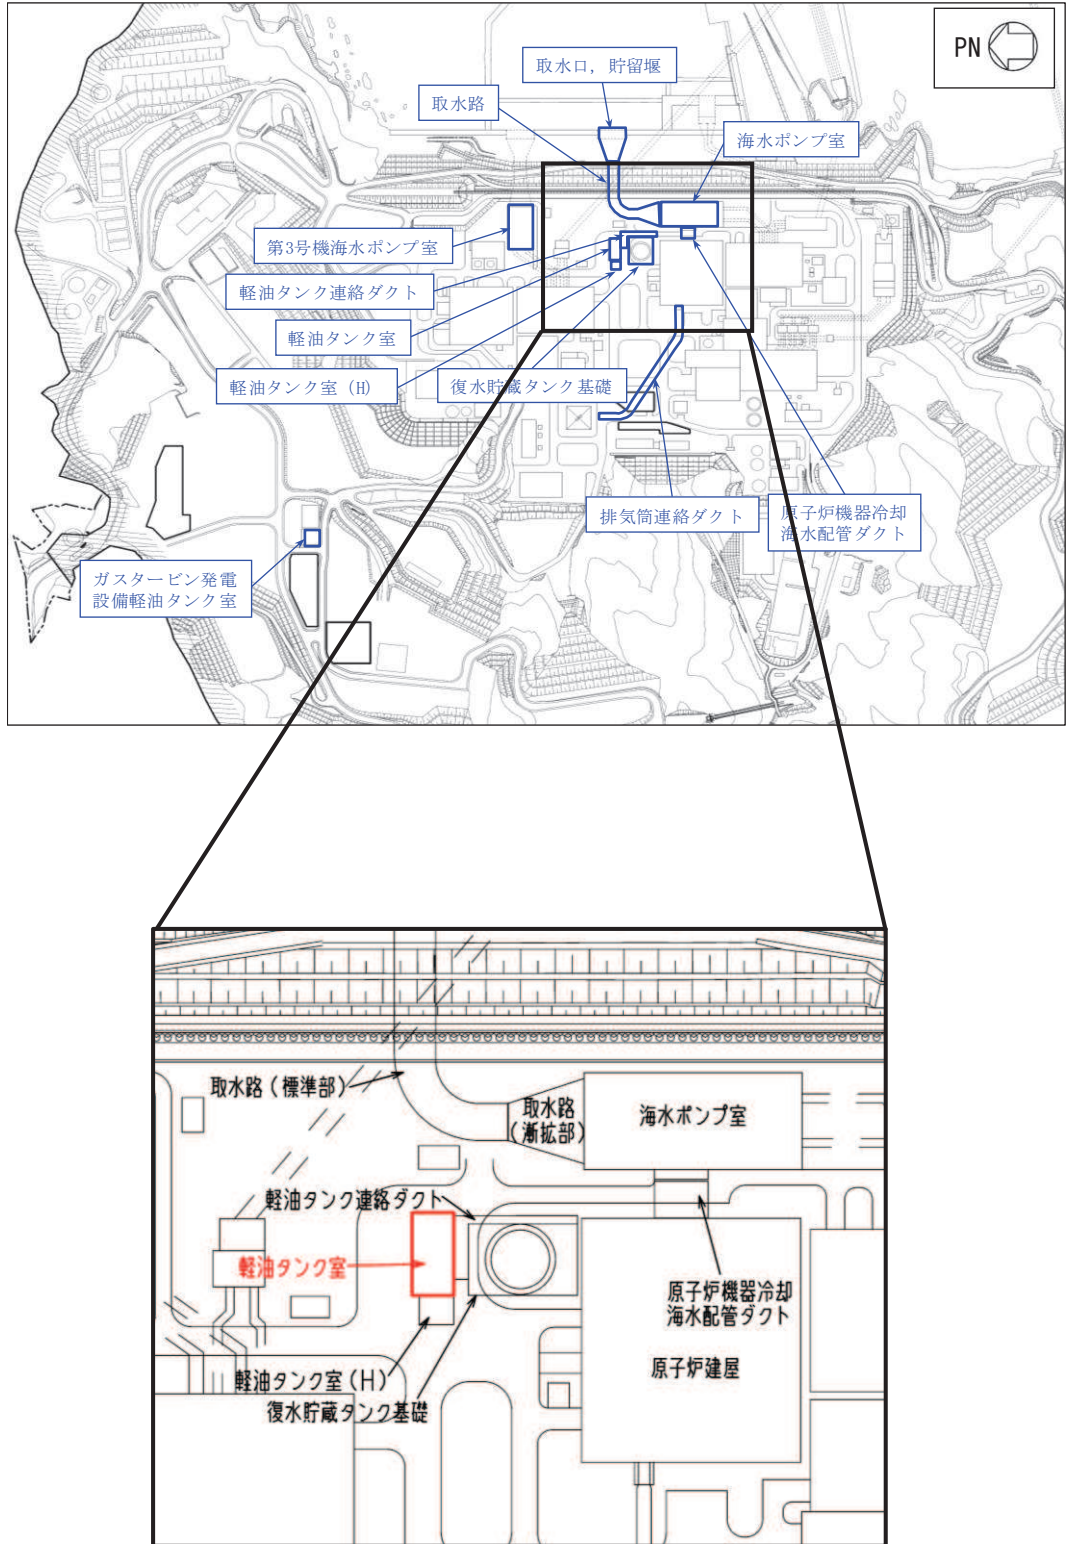 PN
取水口，貯留堰
取水路
海水ポンプ室
第3号機海水ポンプ室
軽油タンク連絡ダクト
軽油タンク室
軽油タンク室（H）
復水貯蔵タンク基礎
排気筒連絡ダクト
原子炉機器冷却
海水配管ダクト
ガスタービン発電
設備軽油タンク室
取水路（標準部）
取水路
（漸拡部）
海水ポンプ室
軽油タンク連絡ダクト
軽油タンク室
原子炉機器冷却
海水配管ダクト
原子炉建屋
軽油タンク室（H）
復水貯蔵タンク基礎